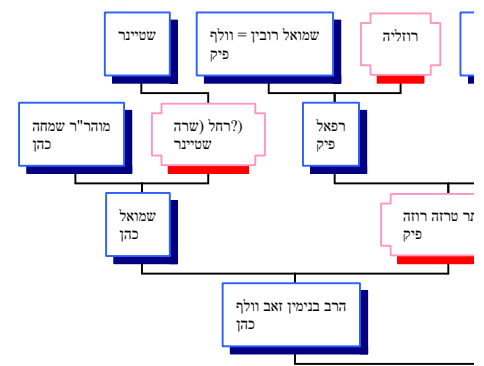 שטיינר
שמואל רובין = וולף
פיק
רוזליה
מוהר"ר שמחה
כהן
רחל (שרה?)
שטיינר
רפאל
פיק
שמואל
כהן
תר טרזה רוזה
פיק
הרב בנימין זאב וולף
כהן